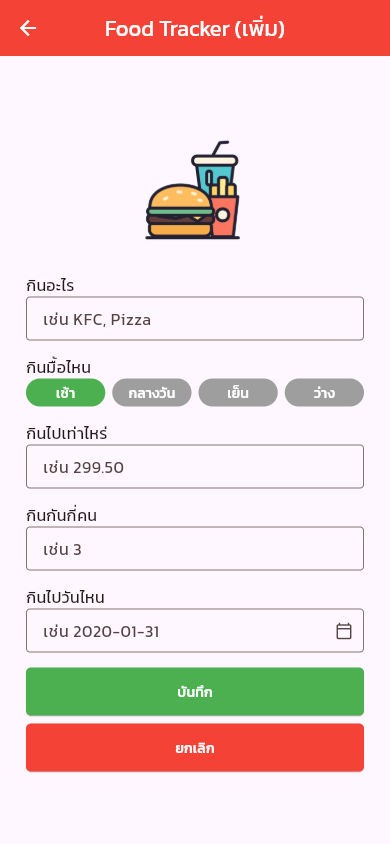 Food Tracker (เพิ่ม)
กินอะไร
เช่น KFC, Pizza
กินมื้อไหน
เช้า กลางวัน เย็น ว่าง
กินไปเท่าไหร่
เช่น 299.50
กินกันกี่คน
เช่น 3
กินไปวันไหน
เช่น 2020-01-31
บันทึก
ยกเลิก